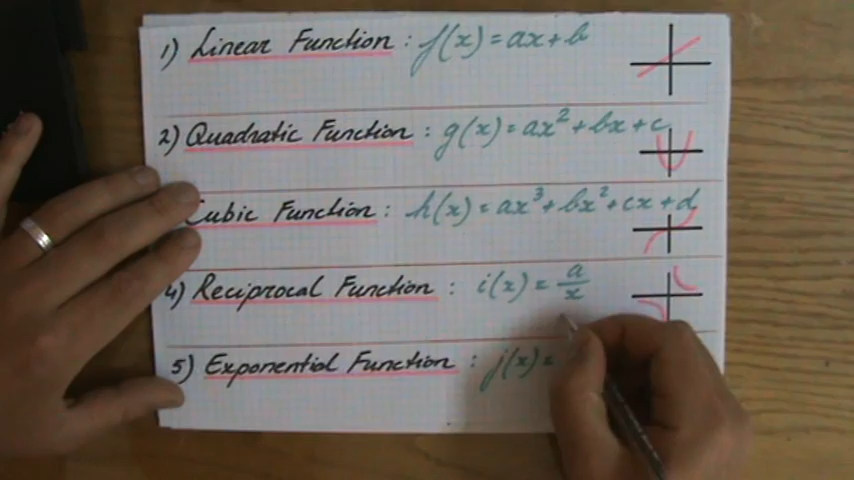 1) Linear Function : f(x) = ax + b
2) Quadratic Function : g(x) = ax² + bx + c
Cubic Function : h(x) = ax³ + bx² + cx + d
4) Reciprocal Function : i(x) = a/x
5) Exponential Function : j(x) =